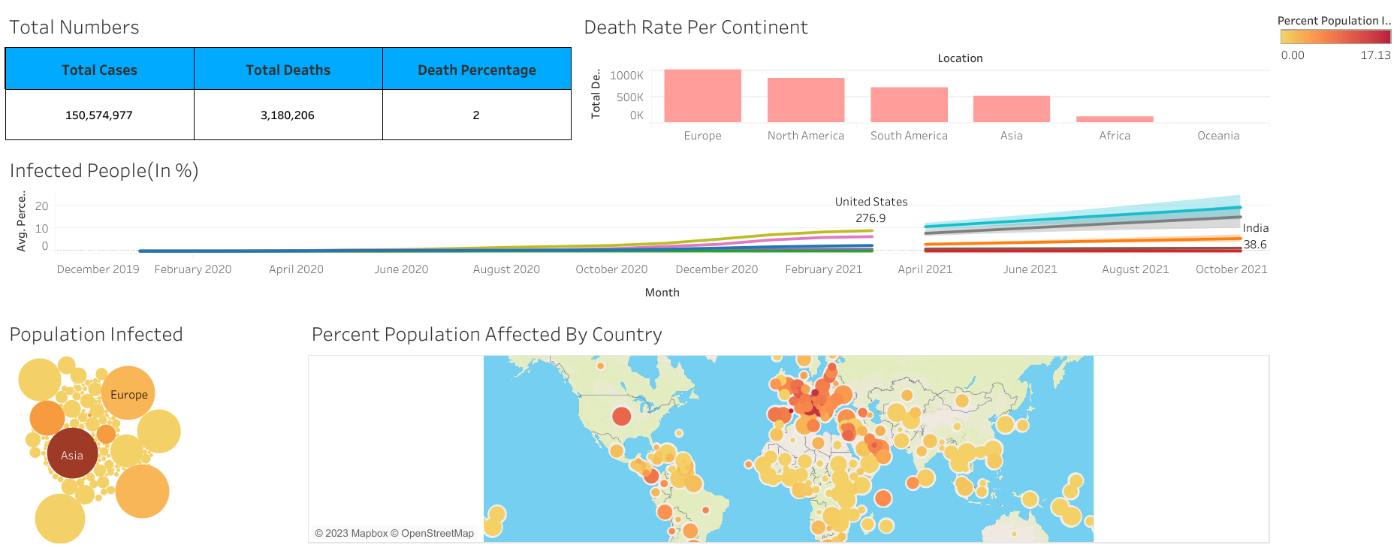 Total Numbers
Total Cases Total Deaths Death Percentage
150,574,977 3,180,206 2
Death Rate Per Continent
Location
Total De..
1000K
500K
0K
Europe North America South America Asia Africa Oceania
Percent Population I..
0.00 17.13
Infected People(In %)
Avg. Perce..
20
10
0
United States
276.9
India
38.6
December 2019 February 2020 April 2020 June 2020 August 2020 October 2020 December 2020 February 2021 April 2021 June 2021 August 2021 October 2021
Month
Population Infected
Europe
Asia
Percent Population Affected By Country
© 2023 Mapbox © OpenStreetMap